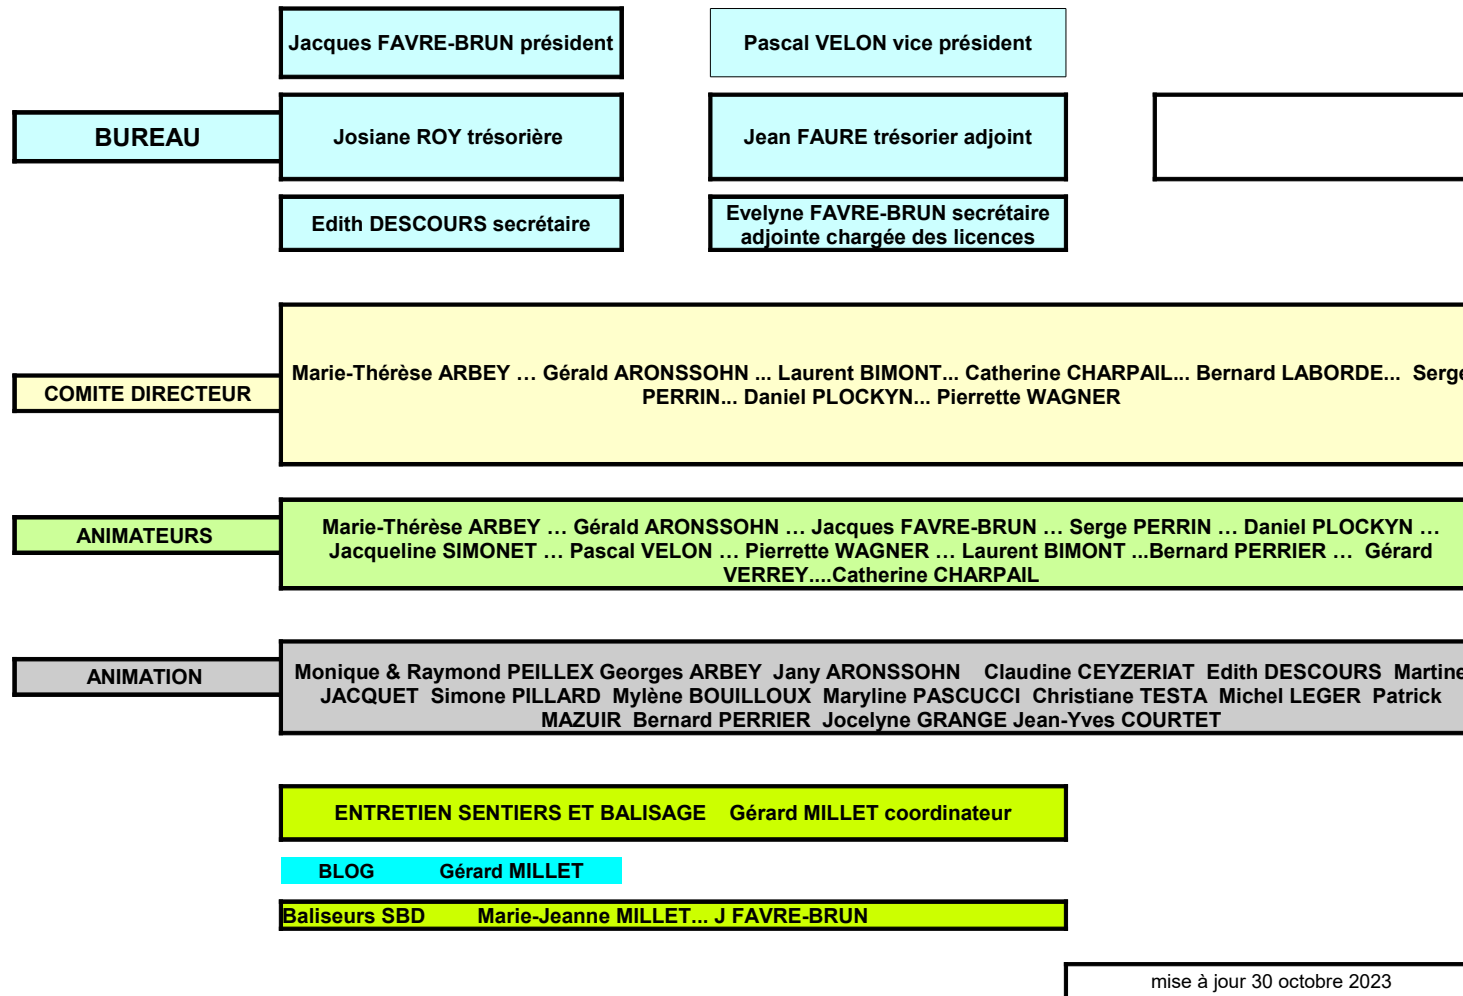 Jacques FAVRE-BRUN président
Pascal VELON vice président
BUREAU
Josiane ROY trésorière
Jean FAURE trésorier adjoint
Edith DESCOURS secrétaire
Evelyne FAVRE-BRUN secrétaire
adjointe chargée des licences
COMITE DIRECTEUR
Marie-Thérèse ARBEY … Gérald ARONSSOHN ... Laurent BIMONT... Catherine CHARPAIL... Bernard LABORDE... Serge
PERRIN... Daniel PLOCKYN... Pierrette WAGNER
ANIMATEURS
Marie-Thérèse ARBEY … Gérald ARONSSOHN … Jacques FAVRE-BRUN … Serge PERRIN … Daniel PLOCKYN …
Jacqueline SIMONET … Pascal VELON … Pierrette WAGNER … Laurent BIMONT ...Bernard PERRIER … Gérard
VERREY....Catherine CHARPAIL
ANIMATION
Monique & Raymond PEILLEX Georges ARBEY Jany ARONSSOHN Claudine CEYZERIAT Edith DESCOURS Martine
JACQUET Simone PILLARD Mylène BOUILLOUX Maryline PASCUCCI Christiane TESTA Michel LEGER Patrick
MAZUIR Bernard PERRIER Jocelyne GRANGE Jean-Yves COURTET
ENTRETIEN SENTIERS ET BALISAGE Gérard MILLET coordinateur
BLOG Gérard MILLET
Baliseurs SBD Marie-Jeanne MILLET... J FAVRE-BRUN
mise à jour 30 octobre 2023